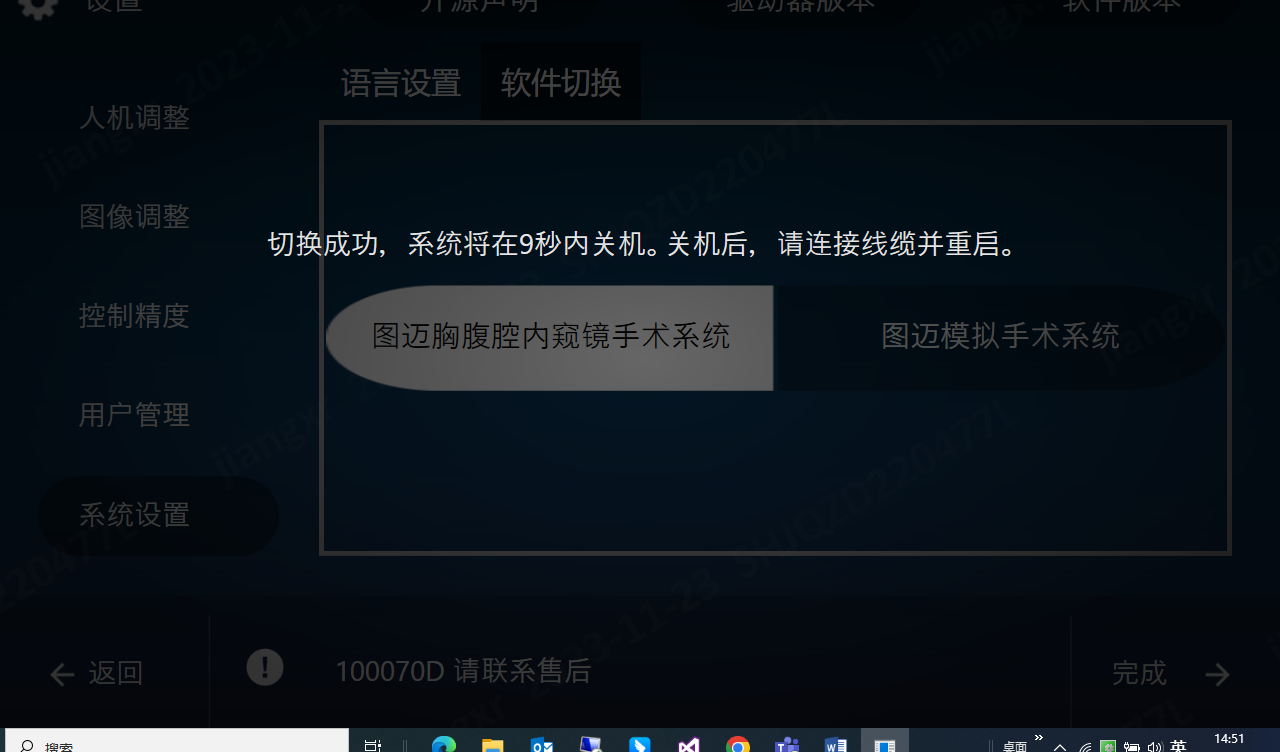 设置
开源声明
驱动器版本
软件版本
语言设置
软件切换
人机调整
图像调整
切换成功, 系统将在9秒内关机。关机后, 请连接线缆并重启。
图迈胸腹腔内窥镜手术系统
图迈模拟手术系统
控制精度
用户管理
系统设置
返回
100070D 请联系售后
完成
搜索
桌面
英
14:51
jiangxr 2023-11-23 SHIOZD220477L